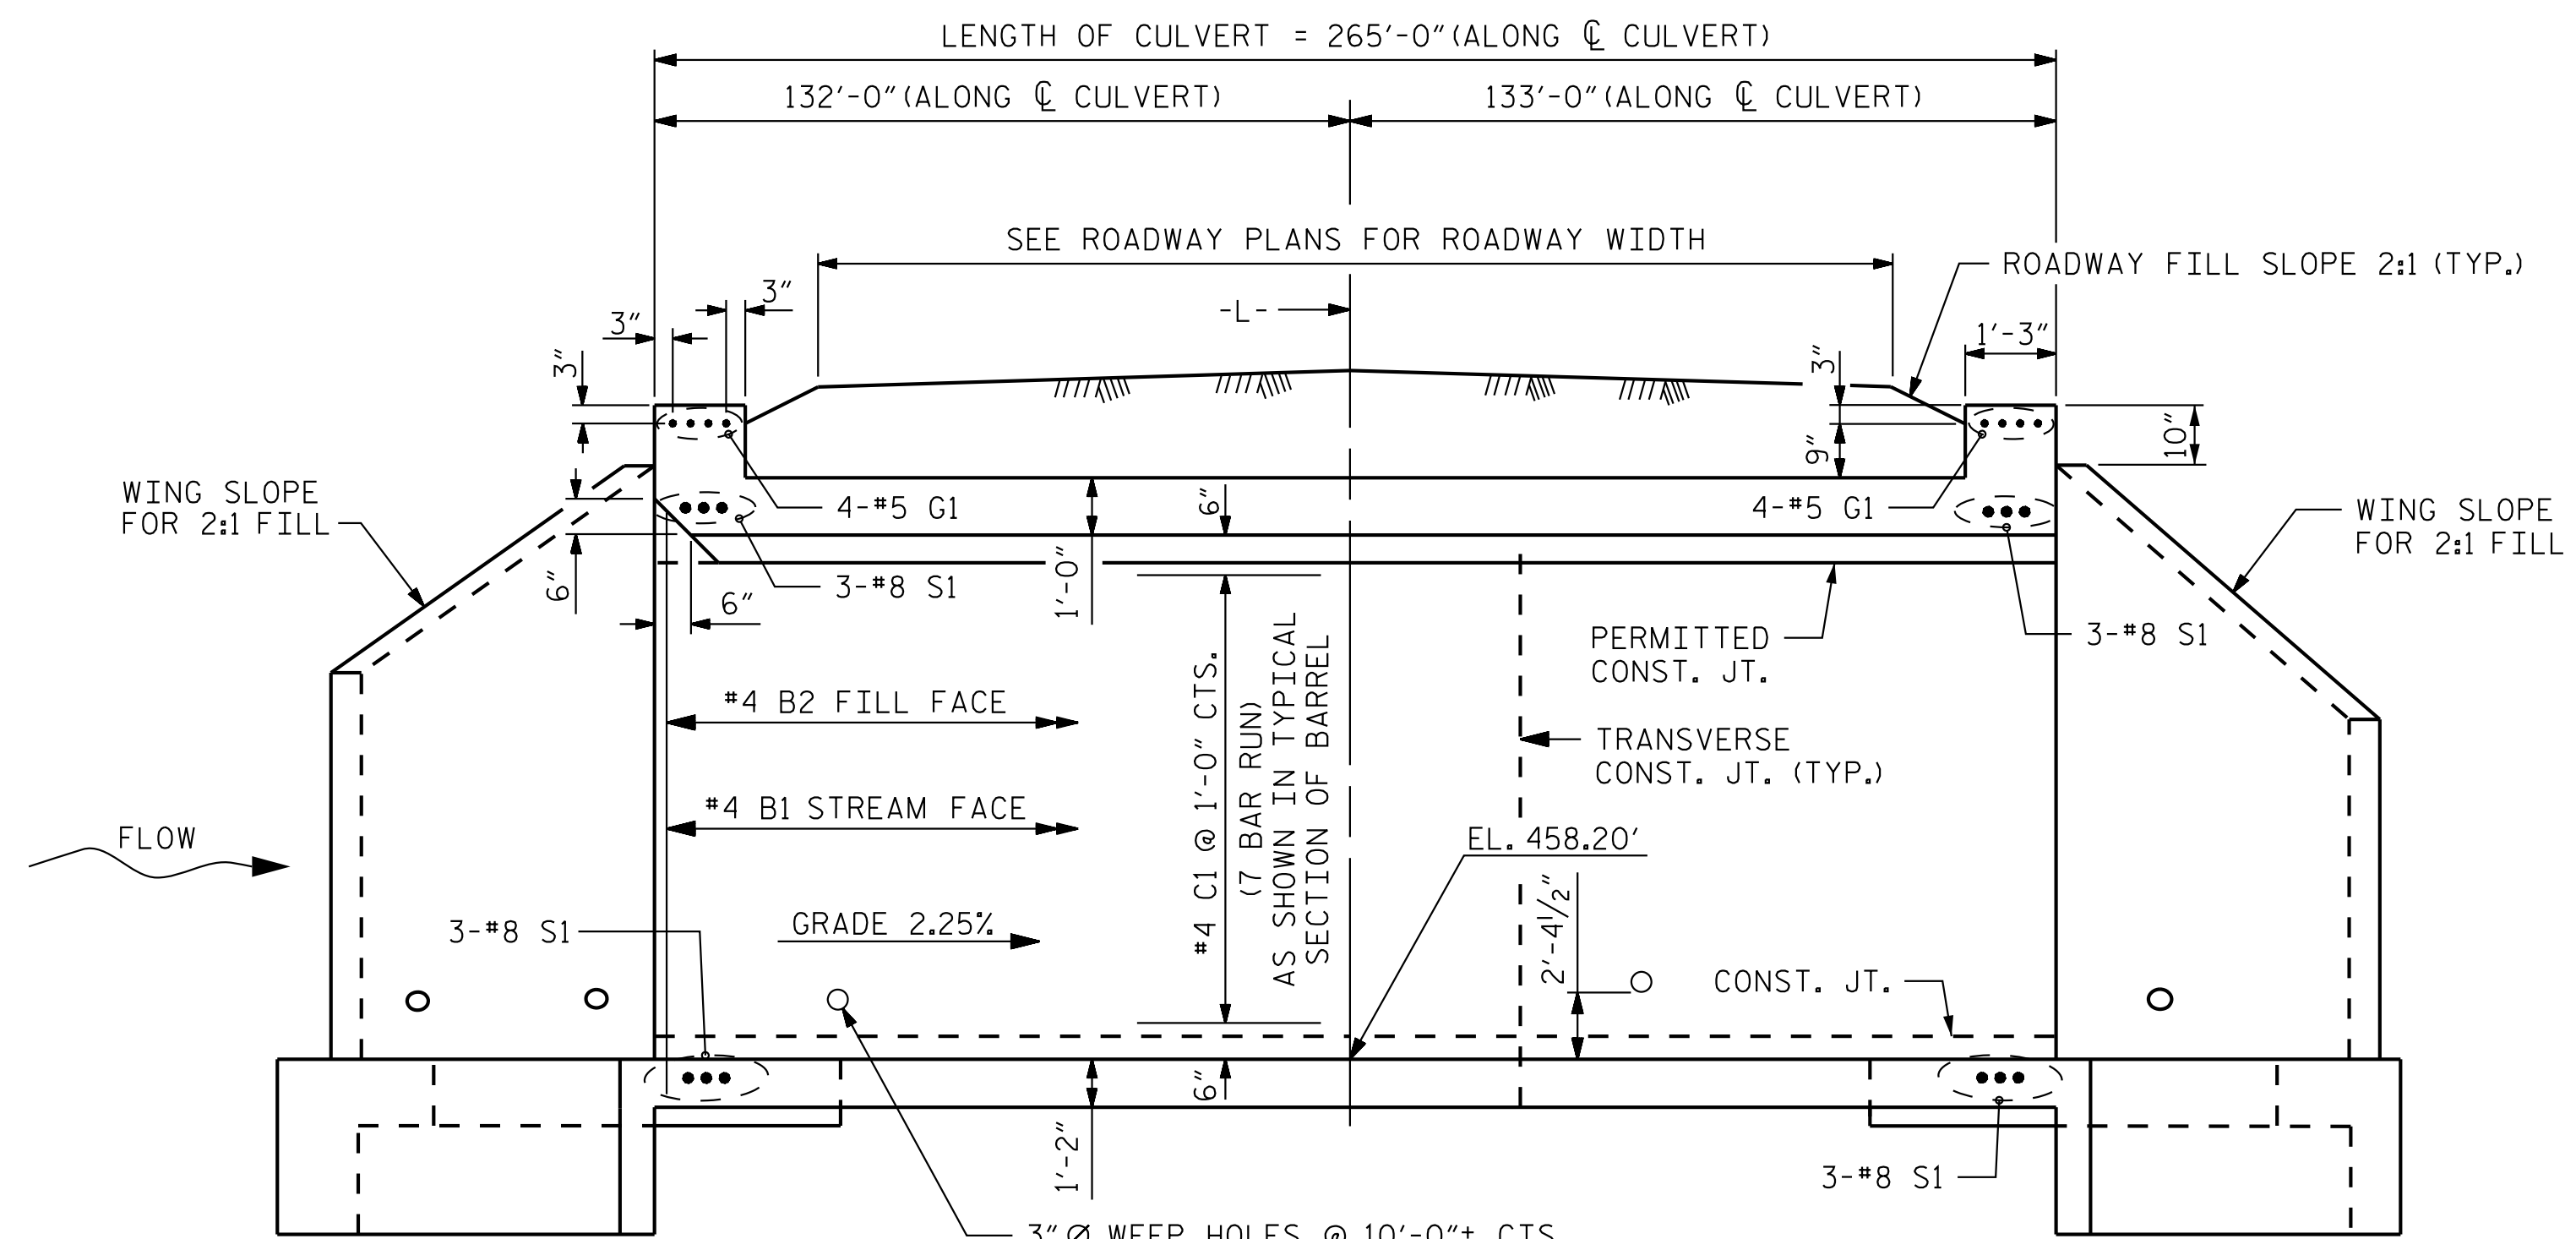 LENGTH OF CULVERT = 265'-0"(ALONG ℄ CULVERT)
132'-0"(ALONG ℄ CULVERT)
133'-0"(ALONG ℄ CULVERT)
SEE ROADWAY PLANS FOR ROADWAY WIDTH
ROADWAY FILL SLOPE 2:1 (TYP.)
3"
3"
3"
-L-
3"
1'-3"
9"
10"
WING SLOPE
FOR 2:1 FILL
4-#5 G1
6"
4-#5 G1
WING SLOPE
FOR 2:1 FILL
6"
6"
3-#8 S1
1'-0"
PERMITTED
CONST. JT.
3-#8 S1
#4 B2 FILL FACE
#4 C1 @ 1'-0" CTS.
(7 BAR RUN)
AS SHOWN IN TYPICAL
SECTION OF BARREL
TRANSVERSE
CONST. JT. (TYP.)
#4 B1 STREAM FACE
FLOW
EL. 458.20'
3-#8 S1
GRADE 2.25%
2'-4½"
CONST. JT.
6"
1'-2"
3-#8 S1
3"Ø WEEP HOLES @ 10'-0"± CTS